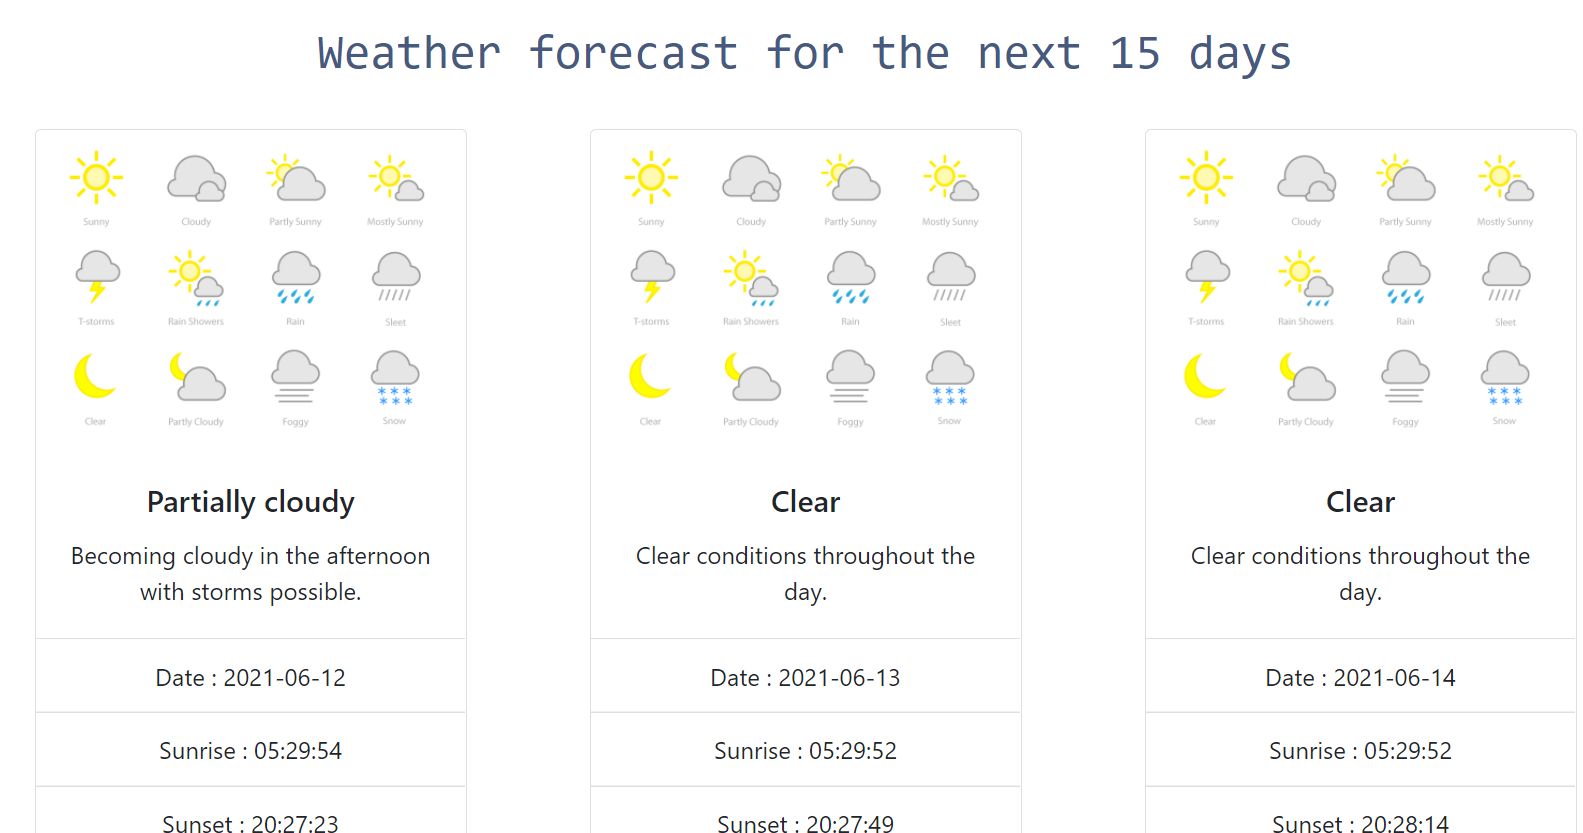 Weather forecast for the next 15 days
Sunny Cloudy Partly Sunny Mostly Sunny
T-storms Rain Showers Rain Sleet
Clear Partly Cloudy Foggy Snow
Partially cloudy
Becoming cloudy in the afternoon
with storms possible.
Date : 2021-06-12
Sunrise : 05:29:54
Sunset : 20:27:23
Sunny Cloudy Partly Sunny Mostly Sunny
T-storms Rain Showers Rain Sleet
Clear Partly Cloudy Foggy Snow
Clear
Clear conditions throughout the
day.
Date : 2021-06-13
Sunrise : 05:29:52
Sunset : 20:27:49
Sunny Cloudy Partly Sunny Mostly Sunny
T-storms Rain Showers Rain Sleet
Clear Partly Cloudy Foggy Snow
Clear
Clear conditions throughout the
day.
Date : 2021-06-14
Sunrise : 05:29:52
Sunset : 20:28:14